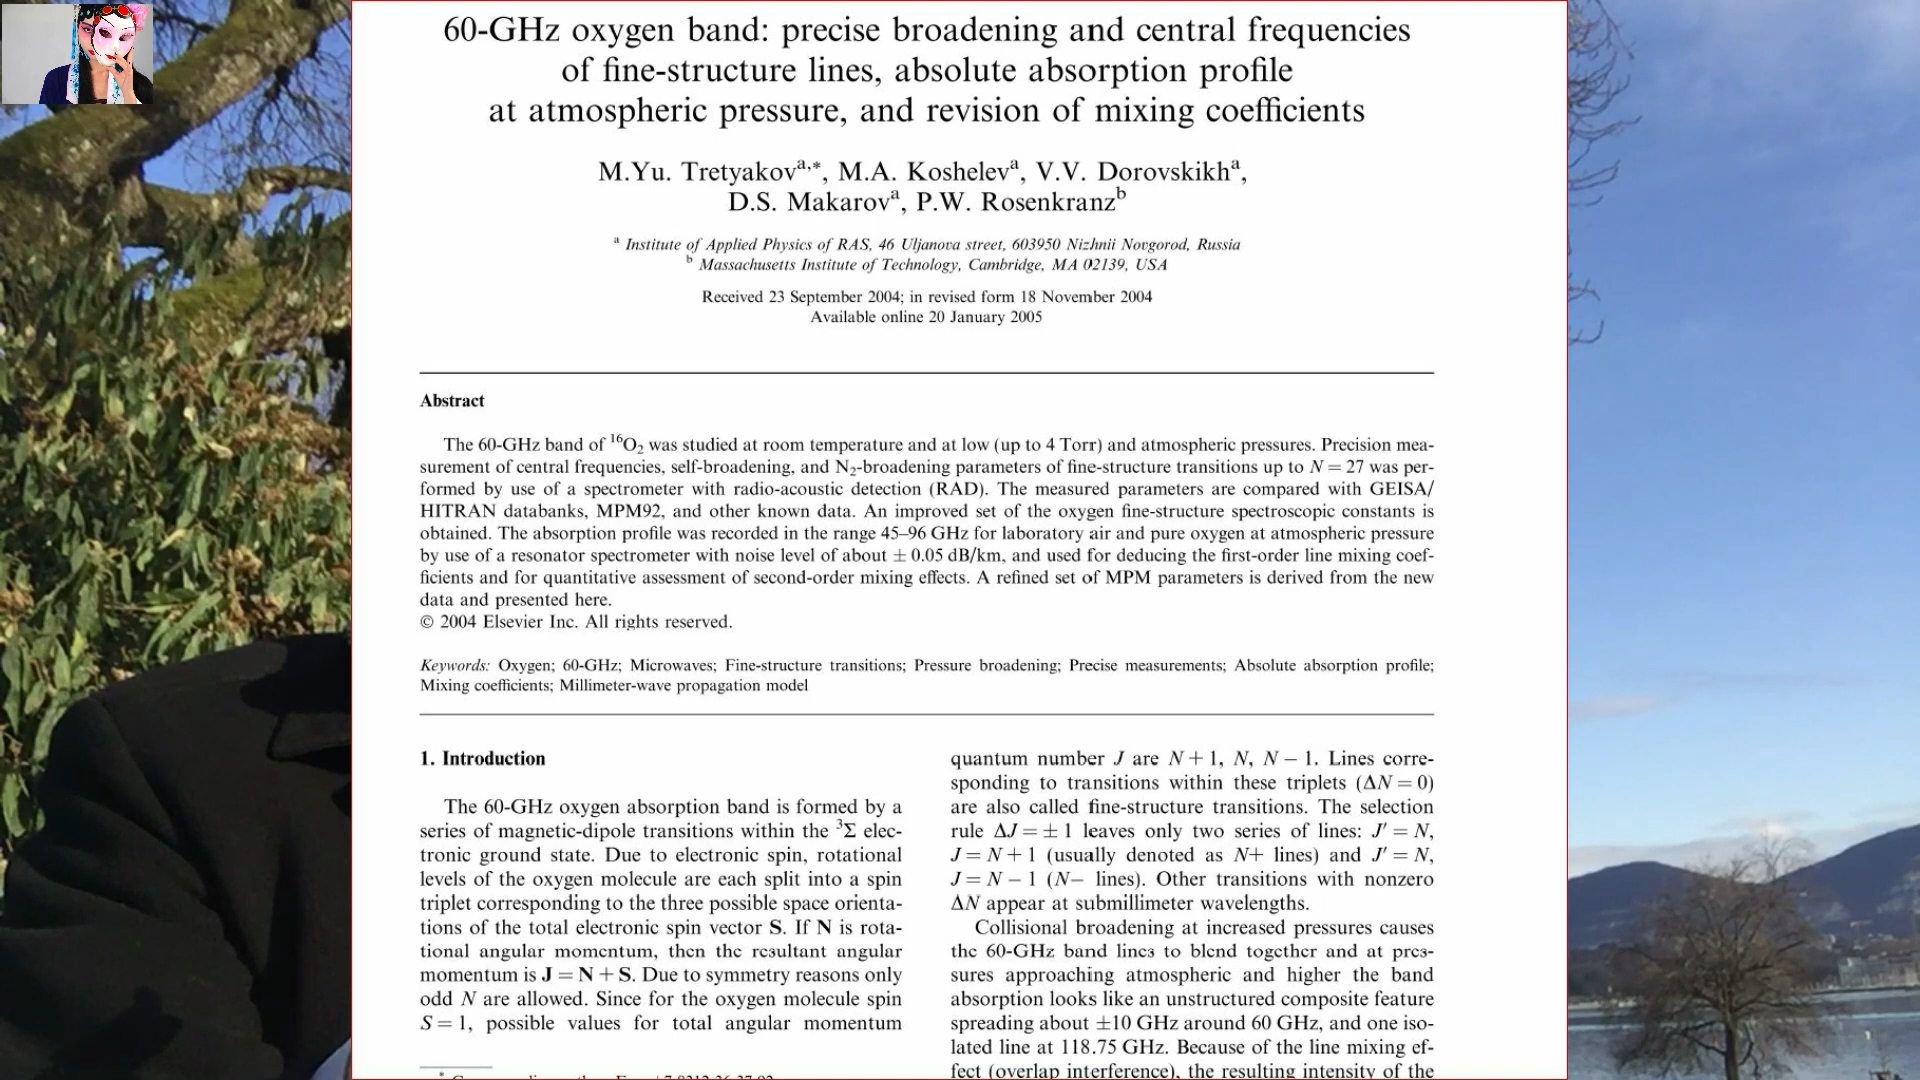 60-GHz oxygen band: precise broadening and central frequencies
of fine-structure lines, absolute absorption profile
at atmospheric pressure, and revision of mixing coefficients
M.Yu. Tretyakovᵃ,*, M.A. Koshelevᵃ, V.V. Dorovskikhᵃ,
D.S. Makarovᵃ, P.W. Rosenkranzᵇ
ᵃ Institute of Applied Physics of RAS, 46 Uljanova street, 603950 Nizhnii Novgorod, Russia
ᵇ Massachusetts Institute of Technology, Cambridge, MA 02139, USA
Received 23 September 2004; in revised form 18 November 2004
Available online 20 January 2005
Abstract
The 60-GHz band of ¹⁶O₂ was studied at room temperature and at low (up to 4 Torr) and atmospheric pressures. Precision mea-
surement of central frequencies, self-broadening, and N₂-broadening parameters of fine-structure transitions up to N = 27 was per-
formed by use of a spectrometer with radio-acoustic detection (RAD). The measured parameters are compared with GEISA/
HITRAN databanks, MPM92, and other known data. An improved set of the oxygen fine-structure spectroscopic constants is
obtained. The absorption profile was recorded in the range 45–96 GHz for laboratory air and pure oxygen at atmospheric pressure
by use of a resonator spectrometer with noise level of about ± 0.05 dB/km, and used for deducing the first-order line mixing coef-
ficients and for quantitative assessment of second-order mixing effects. A refined set of MPM parameters is derived from the new
data and presented here.
© 2004 Elsevier Inc. All rights reserved.
Keywords: Oxygen; 60-GHz; Microwaves; Fine-structure transitions; Pressure broadening; Precise measurements; Absolute absorption profile;
Mixing coefficients; Millimeter-wave propagation model
1. Introduction
The 60-GHz oxygen absorption band is formed by a
series of magnetic-dipole transitions within the ³Σ elec-
tronic ground state. Due to electronic spin, rotational
levels of the oxygen molecule are each split into a spin
triplet corresponding to the three possible space orienta-
tions of the total electronic spin vector S. If N is rota-
tional angular momentum, then the resultant angular
momentum is J = N + S. Due to symmetry reasons only
odd N are allowed. Since for the oxygen molecule spin
S = 1, possible values for total angular momentum
quantum number J are N + 1, N, N − 1. Lines corre-
sponding to transitions within these triplets (ΔN = 0)
are also called fine-structure transitions. The selection
rule ΔJ = ± 1 leaves only two series of lines: J′ = N,
J = N + 1 (usually denoted as N+ lines) and J′ = N,
J = N − 1 (N− lines). Other transitions with nonzero
ΔN appear at submillimeter wavelengths.
Collisional broadening at increased pressures causes
the 60-GHz band lines to blend together and at pres-
sures approaching atmospheric and higher the band
absorption looks like an unstructured composite feature
spreading about ±10 GHz around 60 GHz, and one iso-
lated line at 118.75 GHz. Because of the line mixing ef-
fect (overlap interference), the resulting intensity of the